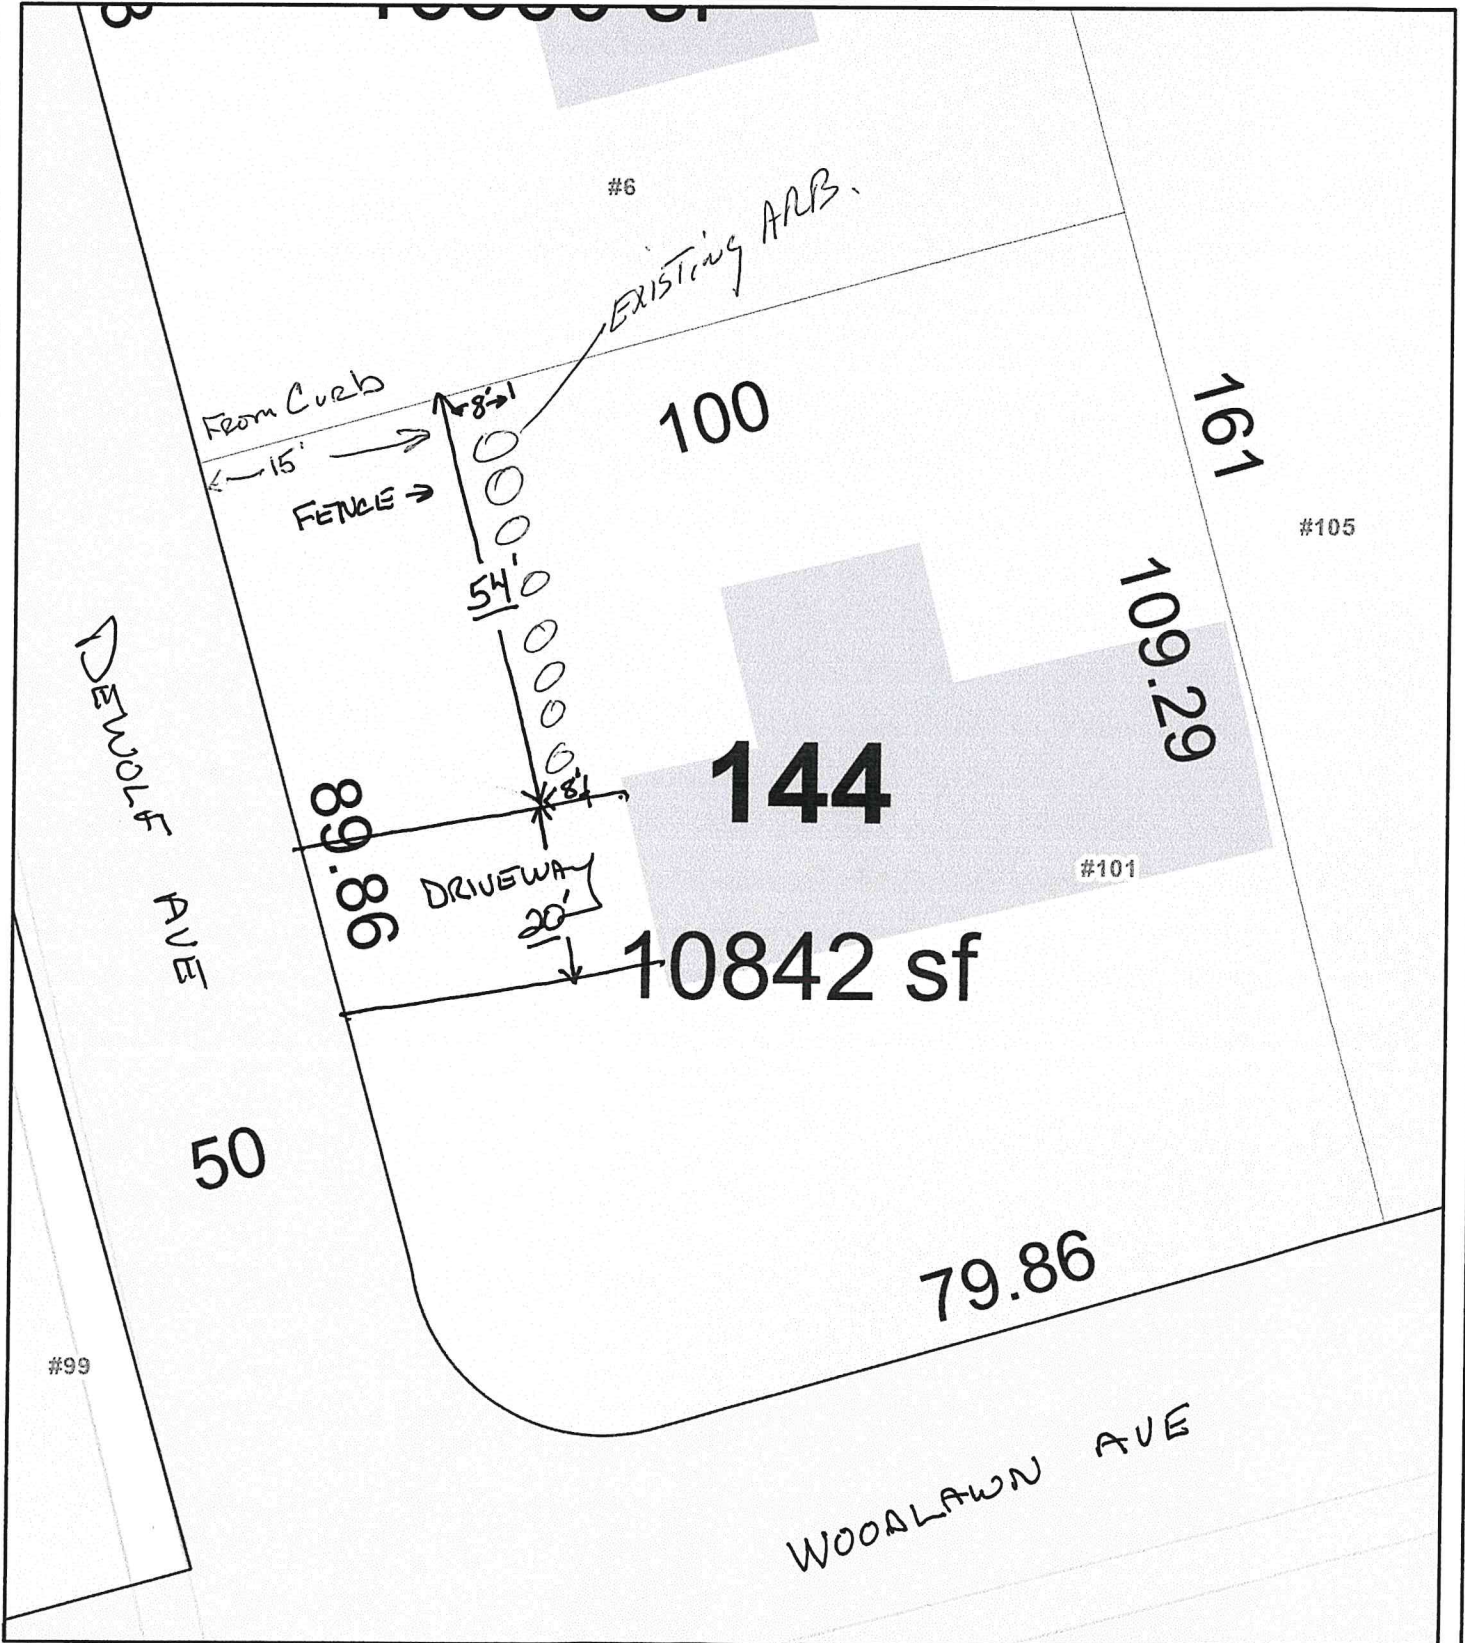 #6
EXISTING ARB.
FROM CURB
8'
15'
FENCE
100
161
#105
54'
109.29
DEWOLF AVE
8'
144
89.86
#101
DRIVEWAY
20'
10842 sf
50
79.86
#99
WOODLAWN AVE